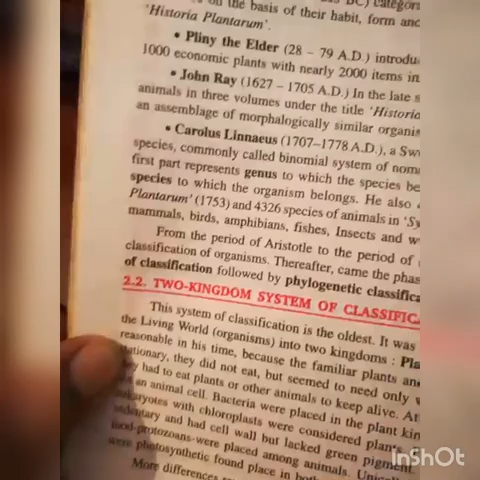 the basis of their habit, form and
'Historia Plantarum'.
• Pliny the Elder (28 - 79 A.D.) introdu
1000 economic plants with nearly 2000 items in
• John Ray (1627 - 1705 A.D.) In the late s
animals in three volumes under the title 'Historia
an assemblage of morphologically similar organis
• Carolus Linnaeus (1707-1778 A.D.), a Sw
species, commonly called binomial system of nom
first part represents genus to which the species be
species to which the organism belongs. He also
Plantarum' (1753) and 4326 species of animals in 'Sy
mammals, birds, amphibians, fishes, Insects and w
From the period of Aristotle to the period of
classification of organisms. Thereafter, came the phas
of classification followed by phylogenetic classifica
2.2. TWO-KINGDOM SYSTEM OF CLASSIFICA
This system of classification is the oldest. It was
the Living World (organisms) into two kingdoms : Pla
reasonable in his time, because the familiar plants an
tationary, they did not eat, but seemed to need only w
had to eat plants or other animals to keep alive. At
an animal cell. Bacteria were placed in the plant kin
karyotes with chloroplasts were considered plants
entary and had cell wall but lacked green pigment.
food-protozoans-were placed among animals.
were photosynthetic found place in both
More differences
InShOt